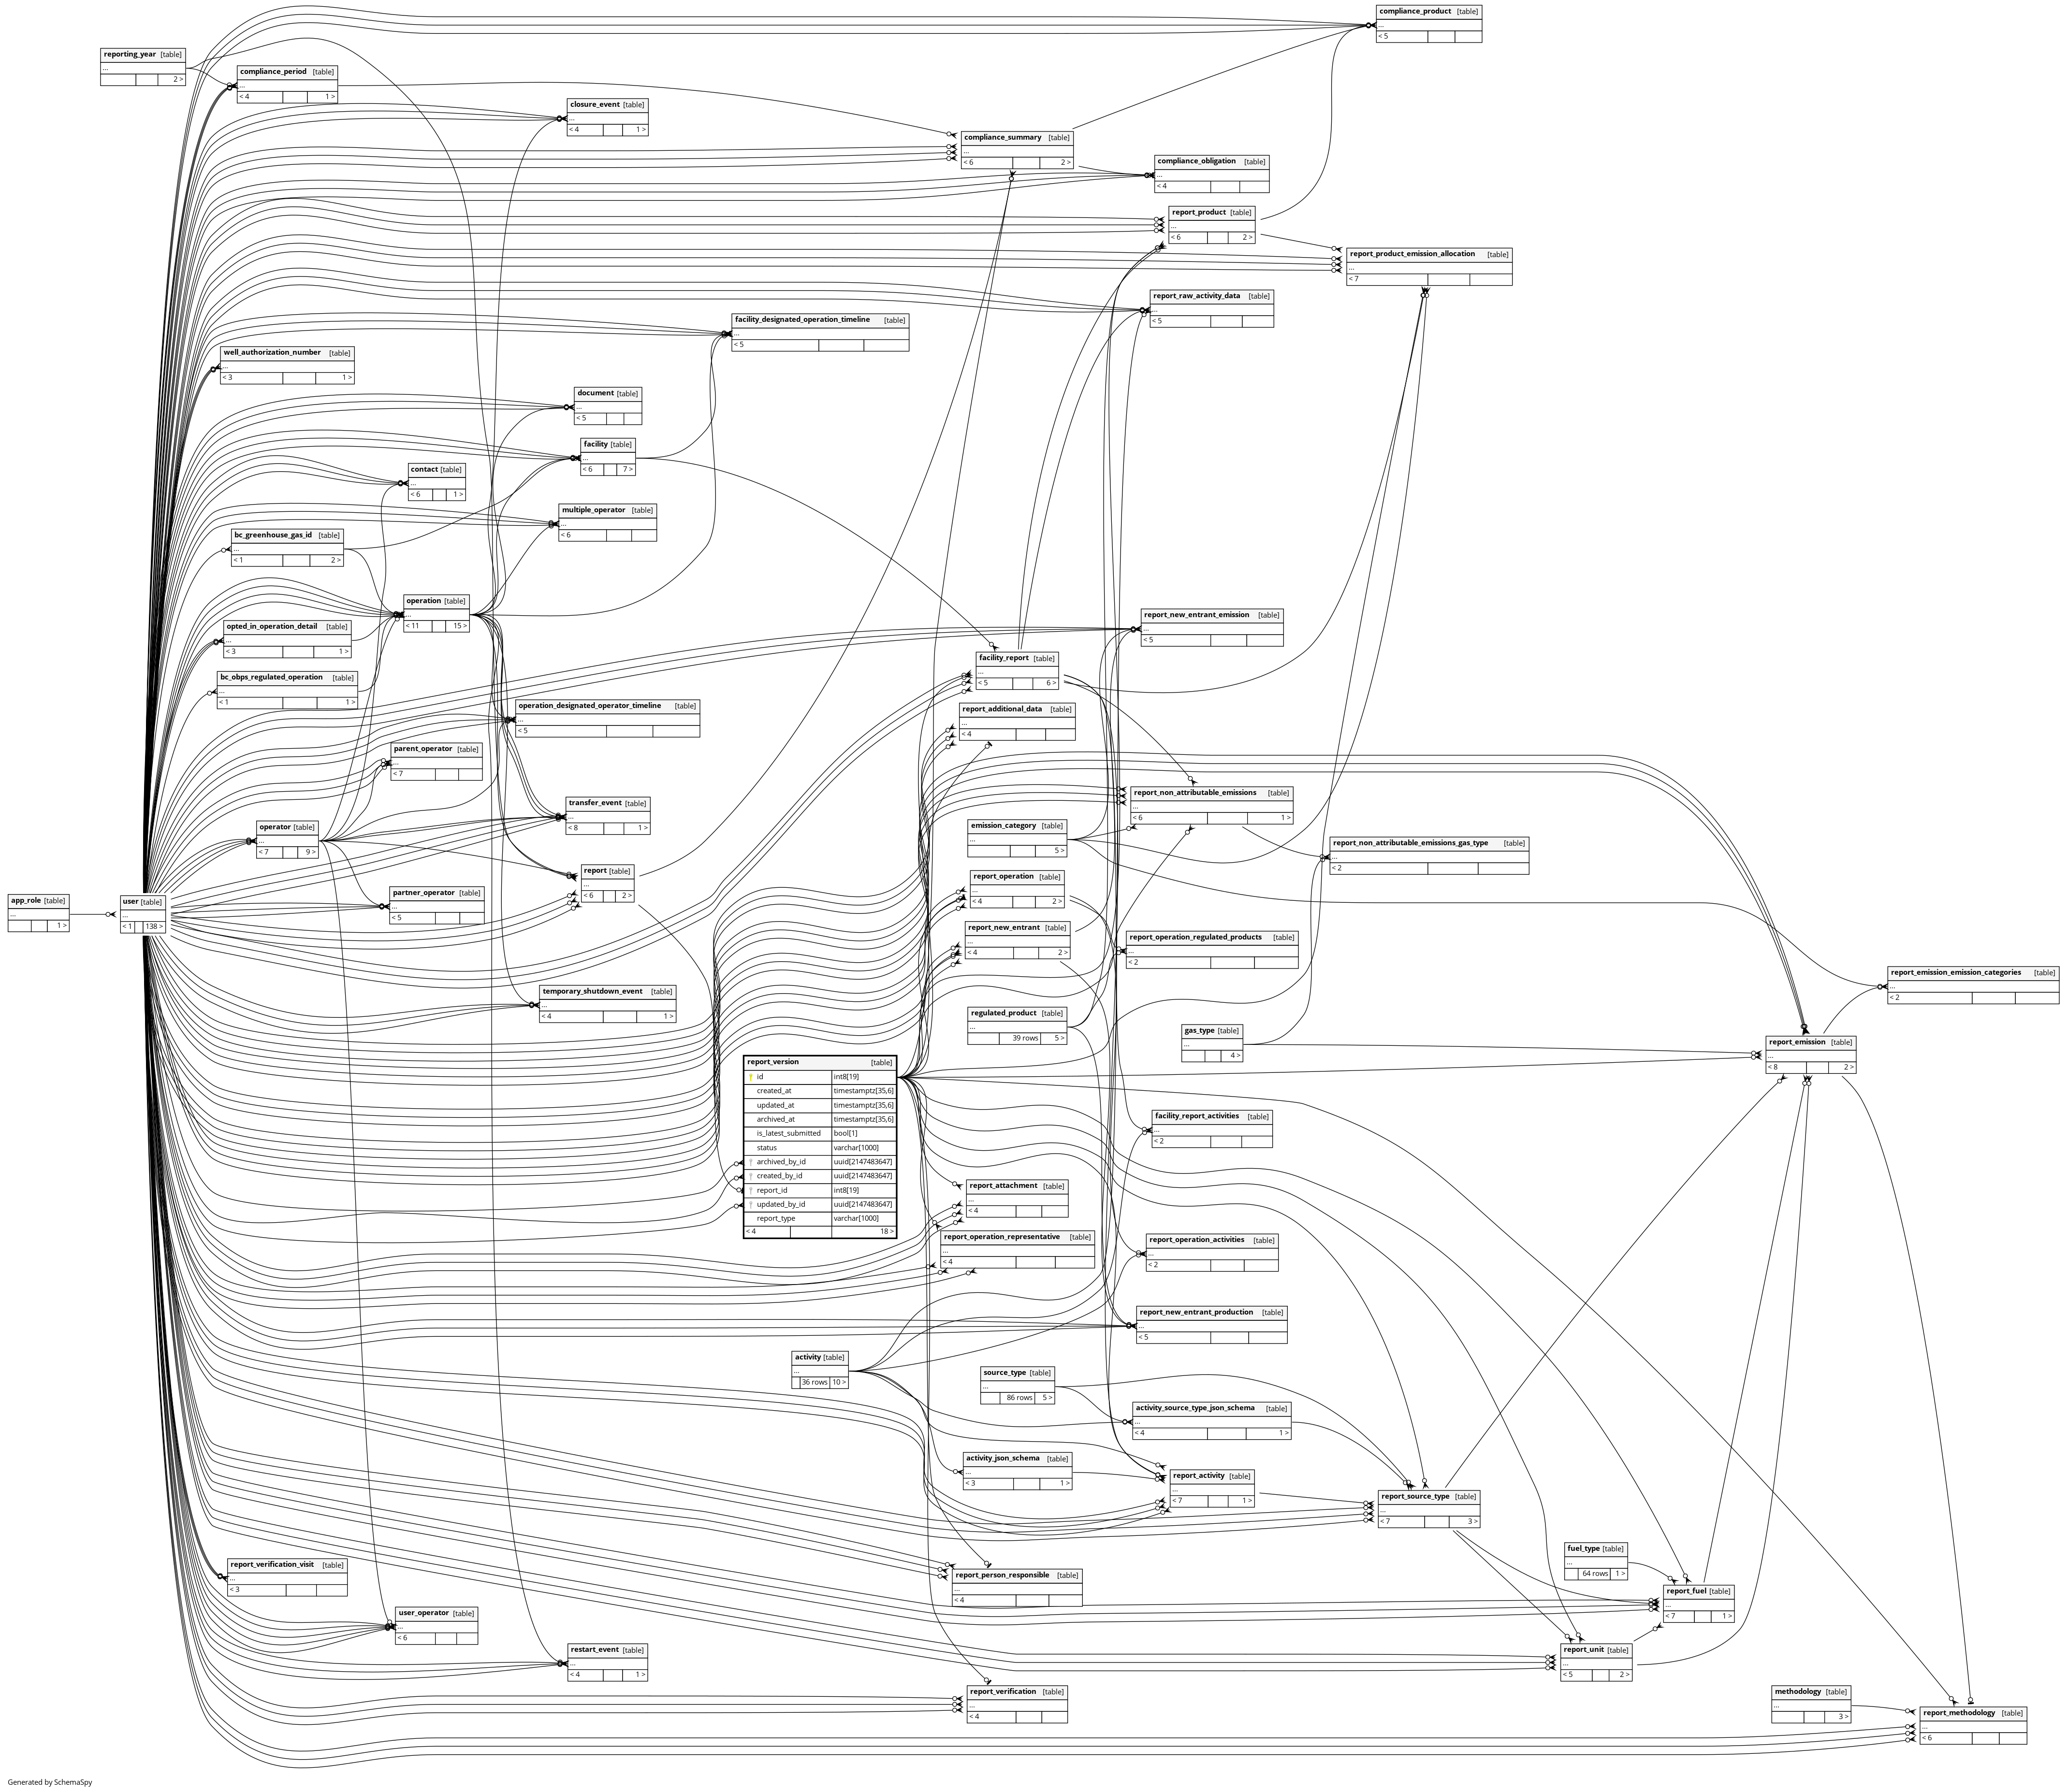 compliance_product [table]
...
< 5
reporting_year [table]
...
2 >
compliance_period [table]
...
< 4 1 >
closure_event [table]
...
< 4 1 >
compliance_summary [table]
...
< 6 2 >
compliance_obligation [table]
...
< 4
report_product [table]
...
< 6 2 >
report_product_emission_allocation [table]
...
< 7
report_raw_activity_data [table]
...
< 5
facility_designated_operation_timeline [table]
...
< 5
well_authorization_number [table]
...
< 3 1 >
document [table]
...
< 5
facility [table]
...
< 6 7 >
contact [table]
...
< 6 1 >
multiple_operator [table]
...
< 6
bc_greenhouse_gas_id [table]
...
< 1 2 >
operation [table]
...
< 11 15 >
report_new_entrant_emission [table]
...
< 5
opted_in_operation_detail [table]
...
< 3 1 >
facility_report [table]
...
< 5 6 >
bc_obps_regulated_operation [table]
...
< 1 1 >
operation_designated_operator_timeline [table]
...
< 5
report_additional_data [table]
...
< 4
parent_operator [table]
...
< 7
report_non_attributable_emissions [table]
...
< 6 1 >
transfer_event [table]
...
< 8 1 >
operator [table]
...
< 7 9 >
emission_category [table]
...
5 >
report_non_attributable_emissions_gas_type [table]
...
< 2
report [table]
...
< 6 2 >
report_operation [table]
...
< 4 2 >
partner_operator [table]
...
< 5
app_role [table]
...
1 >
user [table]
...
< 1 138 >
report_new_entrant [table]
...
< 4 2 >
report_operation_regulated_products [table]
...
< 2
report_emission_emission_categories [table]
...
< 2
temporary_shutdown_event [table]
...
< 4 1 >
regulated_product [table]
...
39 rows 5 >
gas_type [table]
...
4 >
report_emission [table]
...
< 8 2 >
report_version [table]
id int8[19]
created_at timestamptz[35,6]
updated_at timestamptz[35,6]
archived_at timestamptz[35,6]
is_latest_submitted bool[1]
status varchar[1000]
archived_by_id uuid[2147483647]
created_by_id uuid[2147483647]
report_id int8[19]
updated_by_id uuid[2147483647]
report_type varchar[1000]
< 4 18 >
facility_report_activities [table]
...
< 2
report_attachment [table]
...
< 4
report_operation_representative [table]
...
< 4
report_operation_activities [table]
...
< 2
report_new_entrant_production [table]
...
< 5
activity [table]
...
36 rows 10 >
source_type [table]
...
86 rows 5 >
activity_source_type_json_schema [table]
...
< 4 1 >
activity_json_schema [table]
...
< 3 1 >
report_activity [table]
...
< 7 1 >
report_source_type [table]
...
< 7 3 >
fuel_type [table]
...
64 rows 1 >
report_verification_visit [table]
...
< 3
report_person_responsible [table]
...
< 4
report_fuel [table]
...
< 7 1 >
user_operator [table]
...
< 6
restart_event [table]
...
< 4 1 >
report_unit [table]
...
< 5 2 >
report_verification [table]
...
< 4
methodology [table]
...
3 >
report_methodology [table]
...
< 6
Generated by SchemaSpy